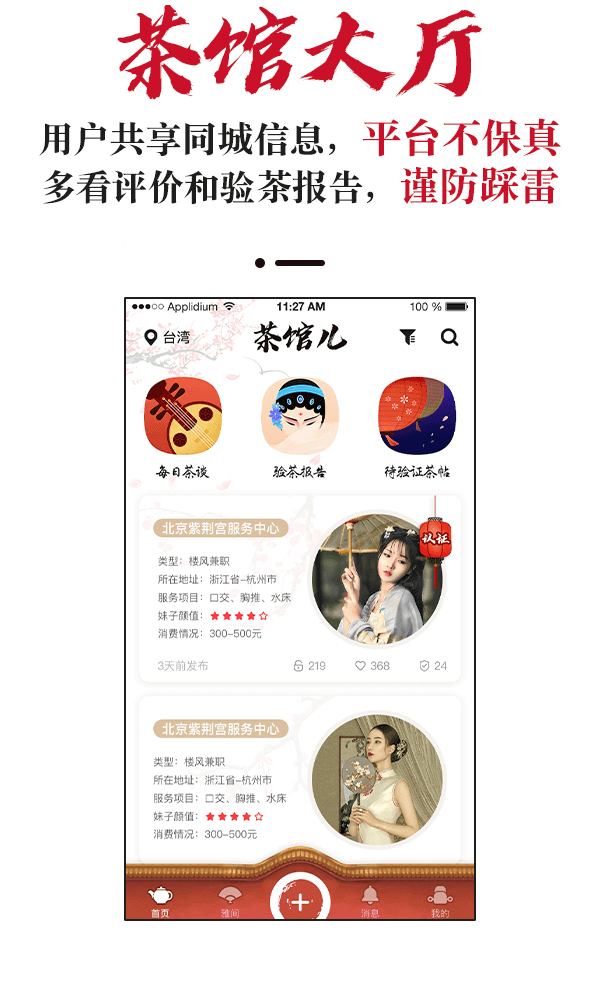 茶馆大厅
用户共享同城信息，平台不保真
多看评价和验茶报告，谨防踩雷
Applidium 11:27 AM 100 %
台湾 茶馆儿
每日茶谈 验茶报告 待验证茶帖
北京紫荆宫服务中心
认证
类型：楼风兼职
所在地址：浙江省-杭州市
服务项目：口交、胸推、水床
妹子颜值：
消费情况：300-500元
3天前发布 219 368 24
北京紫荆宫服务中心
类型：楼风兼职
所在地址：浙江省-杭州市
服务项目：口交、胸推、水床
妹子颜值：
消费情况：300-500元
首页 雅间 消息 我的